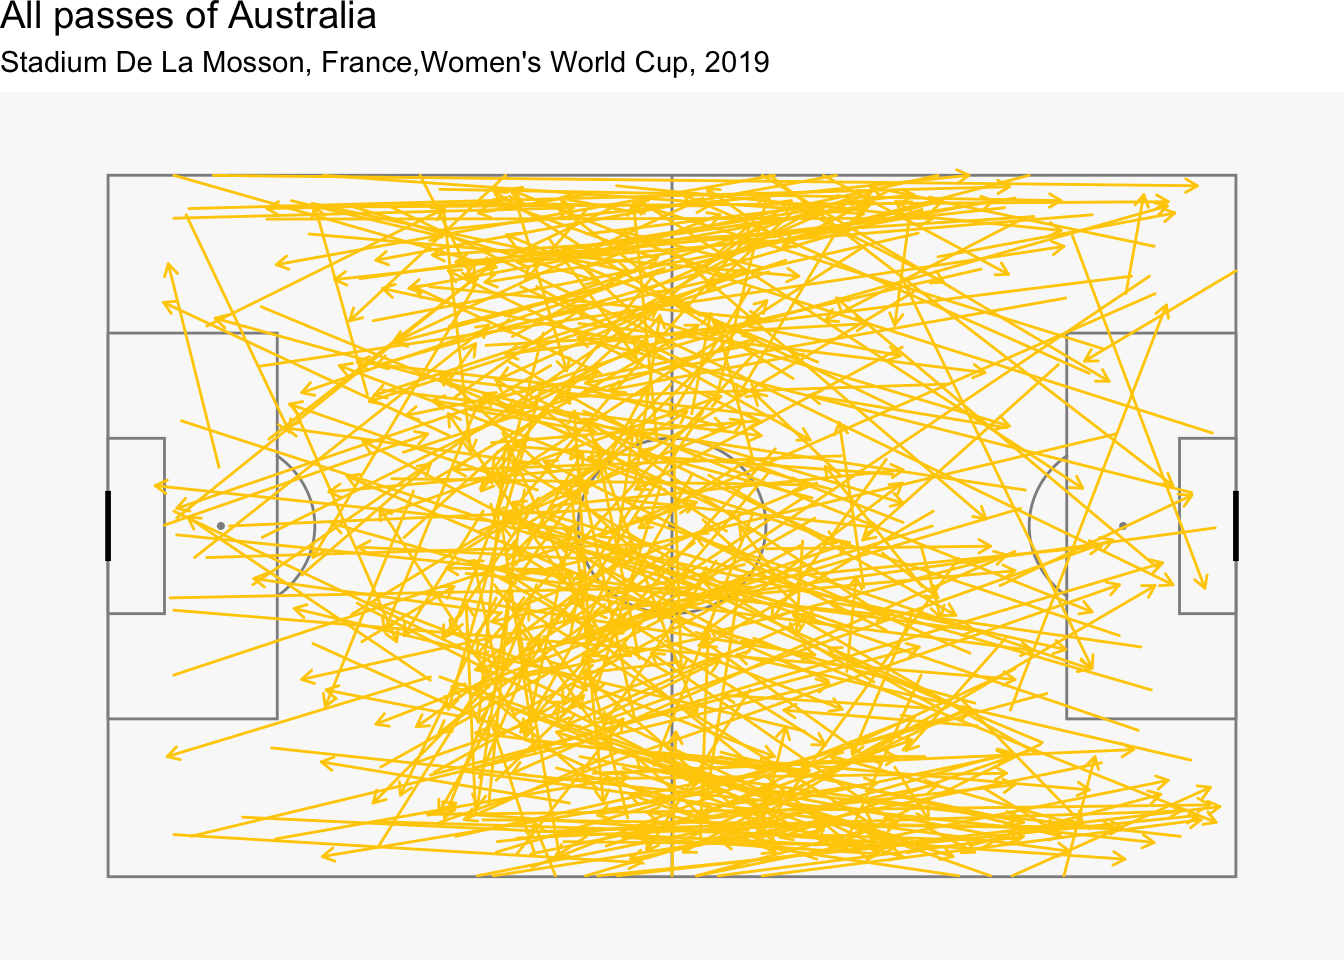 All passes of Australia
Stadium De La Mosson, France,Women's World Cup, 2019